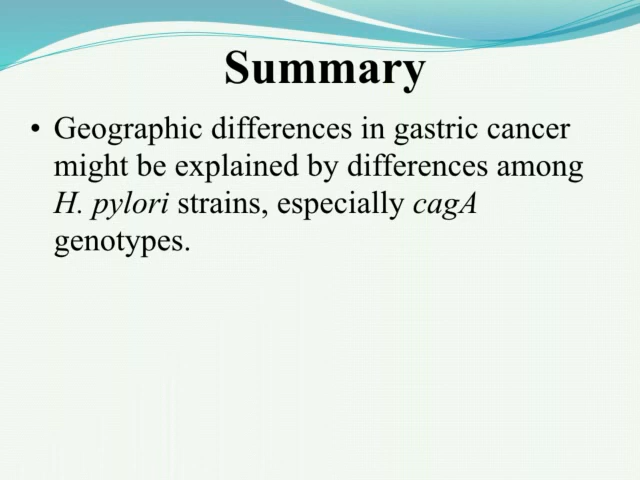 Summary
• Geographic differences in gastric cancer
might be explained by differences among
H. pylori strains, especially cagA
genotypes.